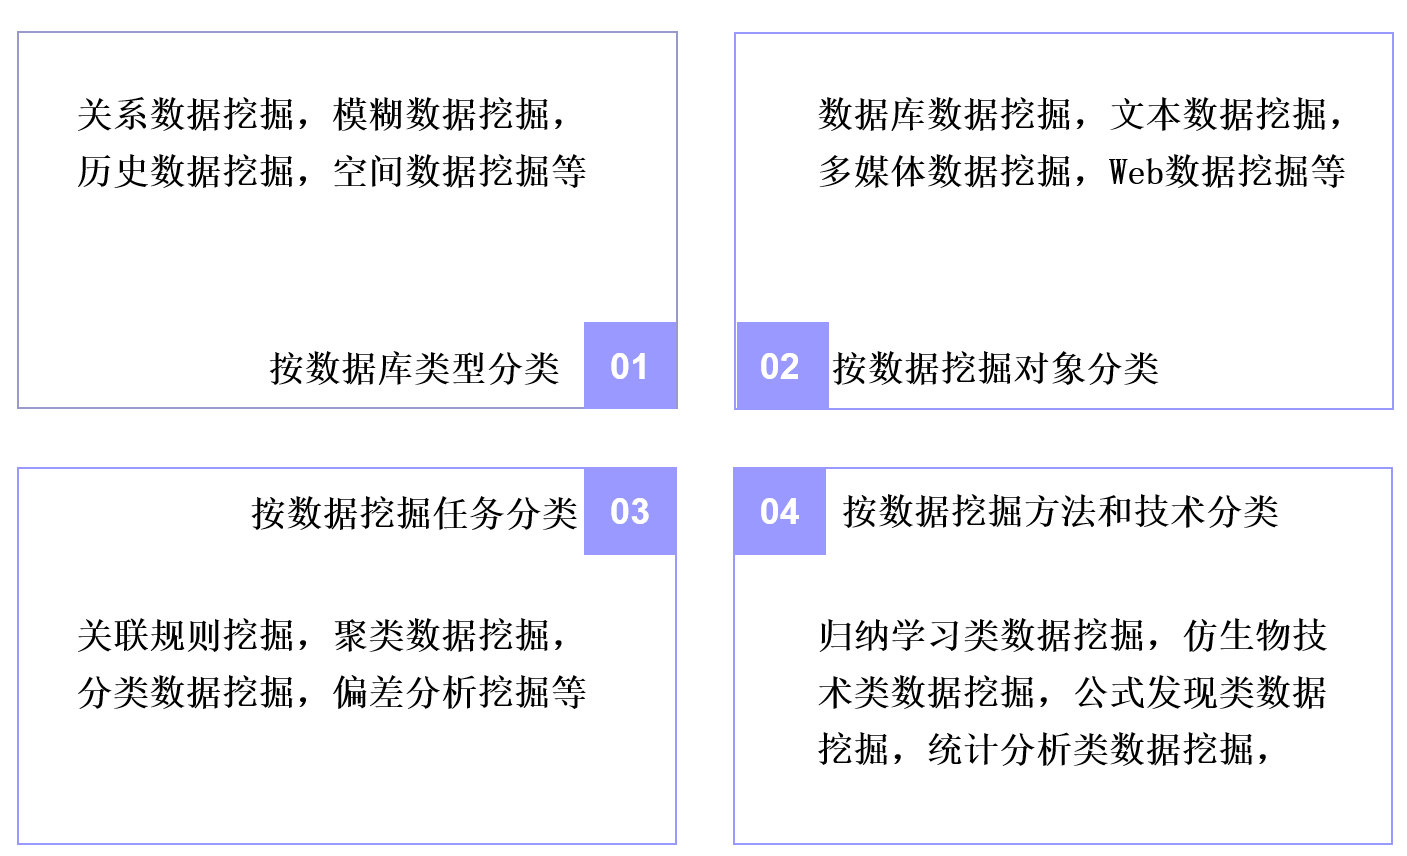 关系数据挖掘，模糊数据挖掘，
历史数据挖掘，空间数据挖掘等
按数据库类型分类
01
数据库数据挖掘，文本数据挖掘，
多媒体数据挖掘，Web数据挖掘等
02
按数据挖掘对象分类
按数据挖掘任务分类
03
关联规则挖掘，聚类数据挖掘，
分类数据挖掘，偏差分析挖掘等
04
按数据挖掘方法和技术分类
归纳学习类数据挖掘，仿生物技
术类数据挖掘，公式发现类数据
挖掘，统计分析类数据挖掘，